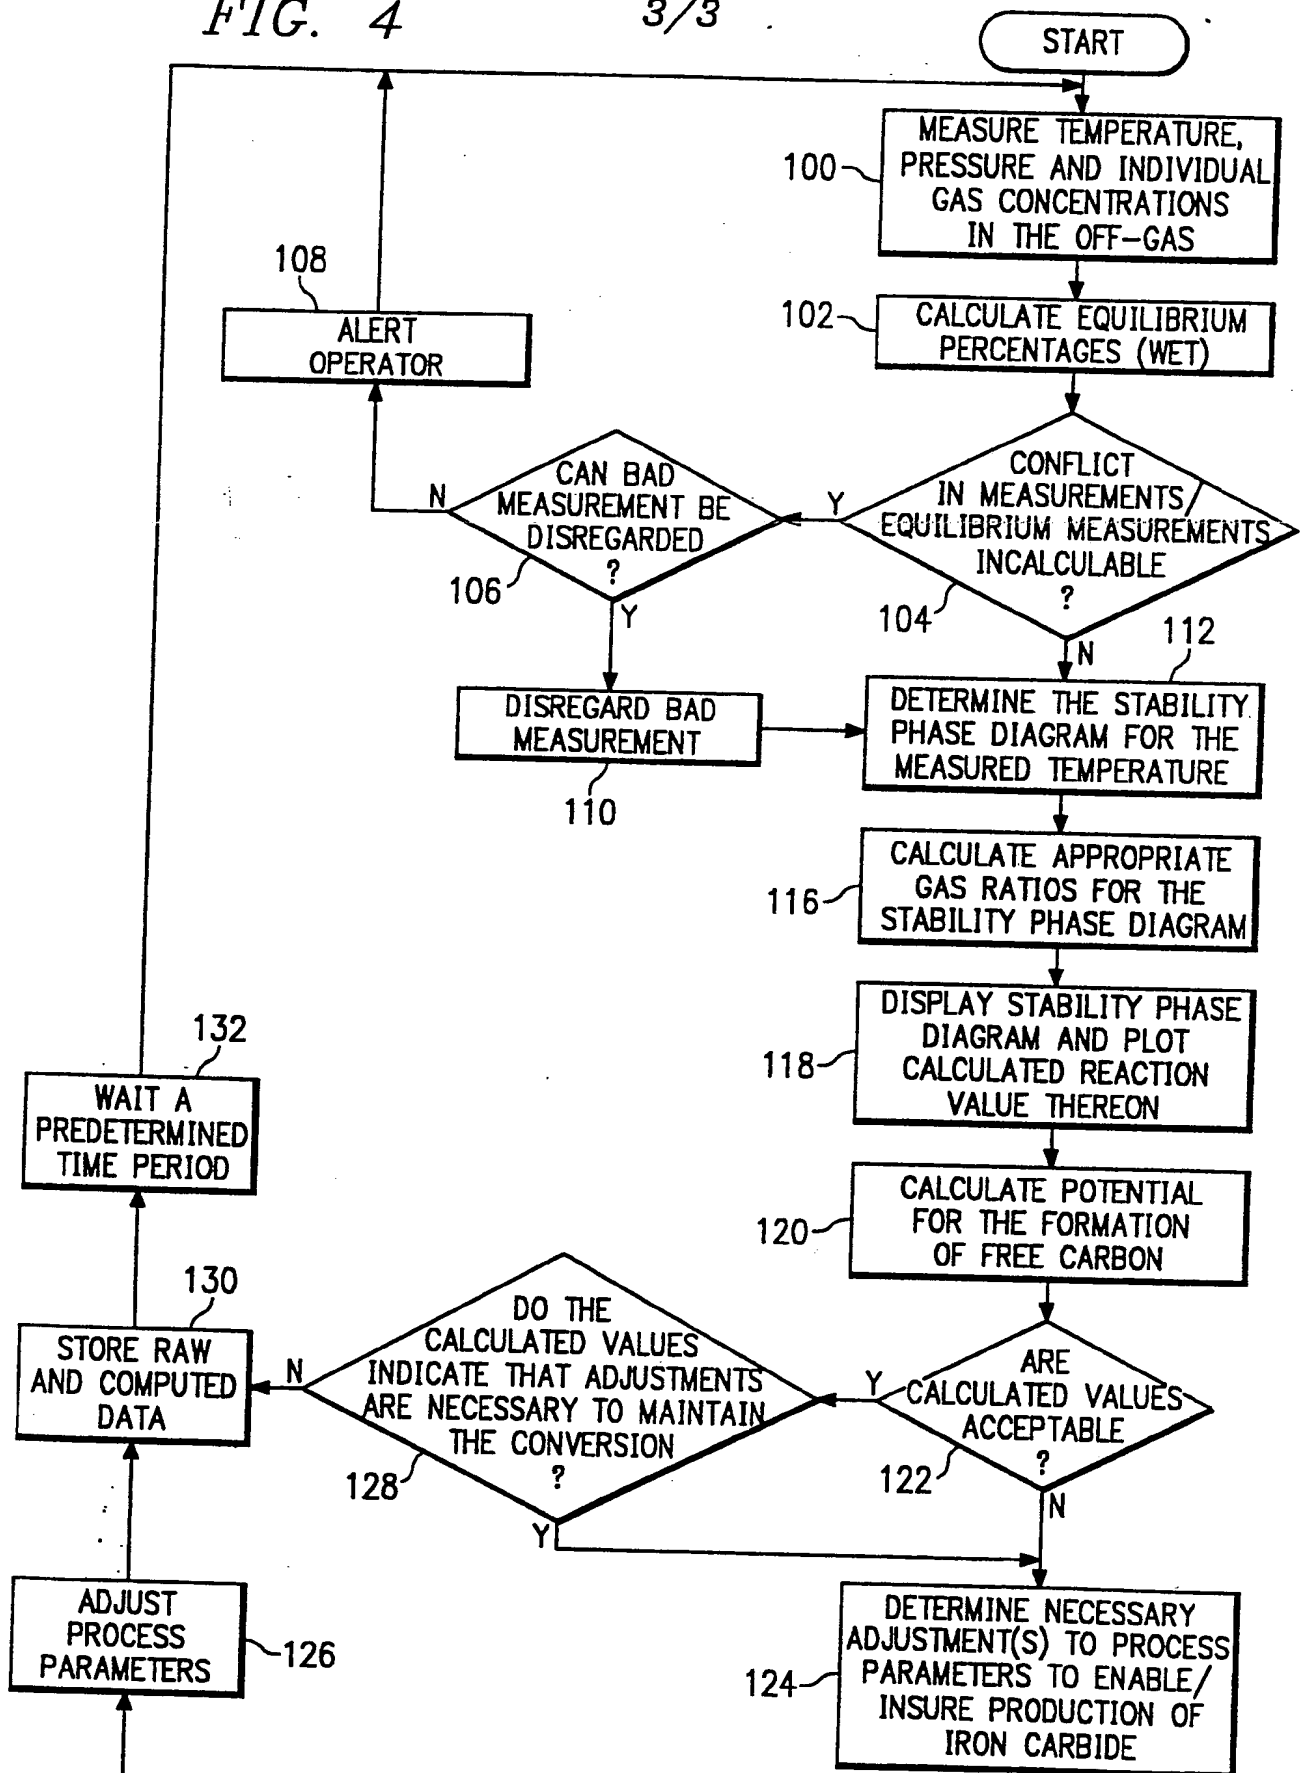 FIG. 4
3/3
START
100
MEASURE TEMPERATURE,
PRESSURE AND INDIVIDUAL
GAS CONCENTRATIONS
IN THE OFF-GAS
102
CALCULATE EQUILIBRIUM
PERCENTAGES (WET)
108
ALERT
OPERATOR
CONFLICT
IN MEASUREMENTS/
EQUILIBRIUM MEASUREMENTS
INCALCULABLE
?
104
Y
N
CAN BAD
MEASUREMENT BE
DISREGARDED
?
106
N
Y
DISREGARD BAD
MEASUREMENT
110
112
DETERMINE THE STABILITY
PHASE DIAGRAM FOR THE
MEASURED TEMPERATURE
116
CALCULATE APPROPRIATE
GAS RATIOS FOR THE
STABILITY PHASE DIAGRAM
118
DISPLAY STABILITY PHASE
DIAGRAM AND PLOT
CALCULATED REACTION
VALUE THEREON
120
CALCULATE POTENTIAL
FOR THE FORMATION
OF FREE CARBON
ARE
CALCULATED VALUES
ACCEPTABLE
?
122
Y
N
DO THE
CALCULATED VALUES
INDICATE THAT ADJUSTMENTS
ARE NECESSARY TO MAINTAIN
THE CONVERSION
?
128
N
Y
132
WAIT A
PREDETERMINED
TIME PERIOD
130
STORE RAW
AND COMPUTED
DATA
ADJUST
PROCESS
PARAMETERS
126
124
DETERMINE NECESSARY
ADJUSTMENT(S) TO PROCESS
PARAMETERS TO ENABLE/
INSURE PRODUCTION OF
IRON CARBIDE